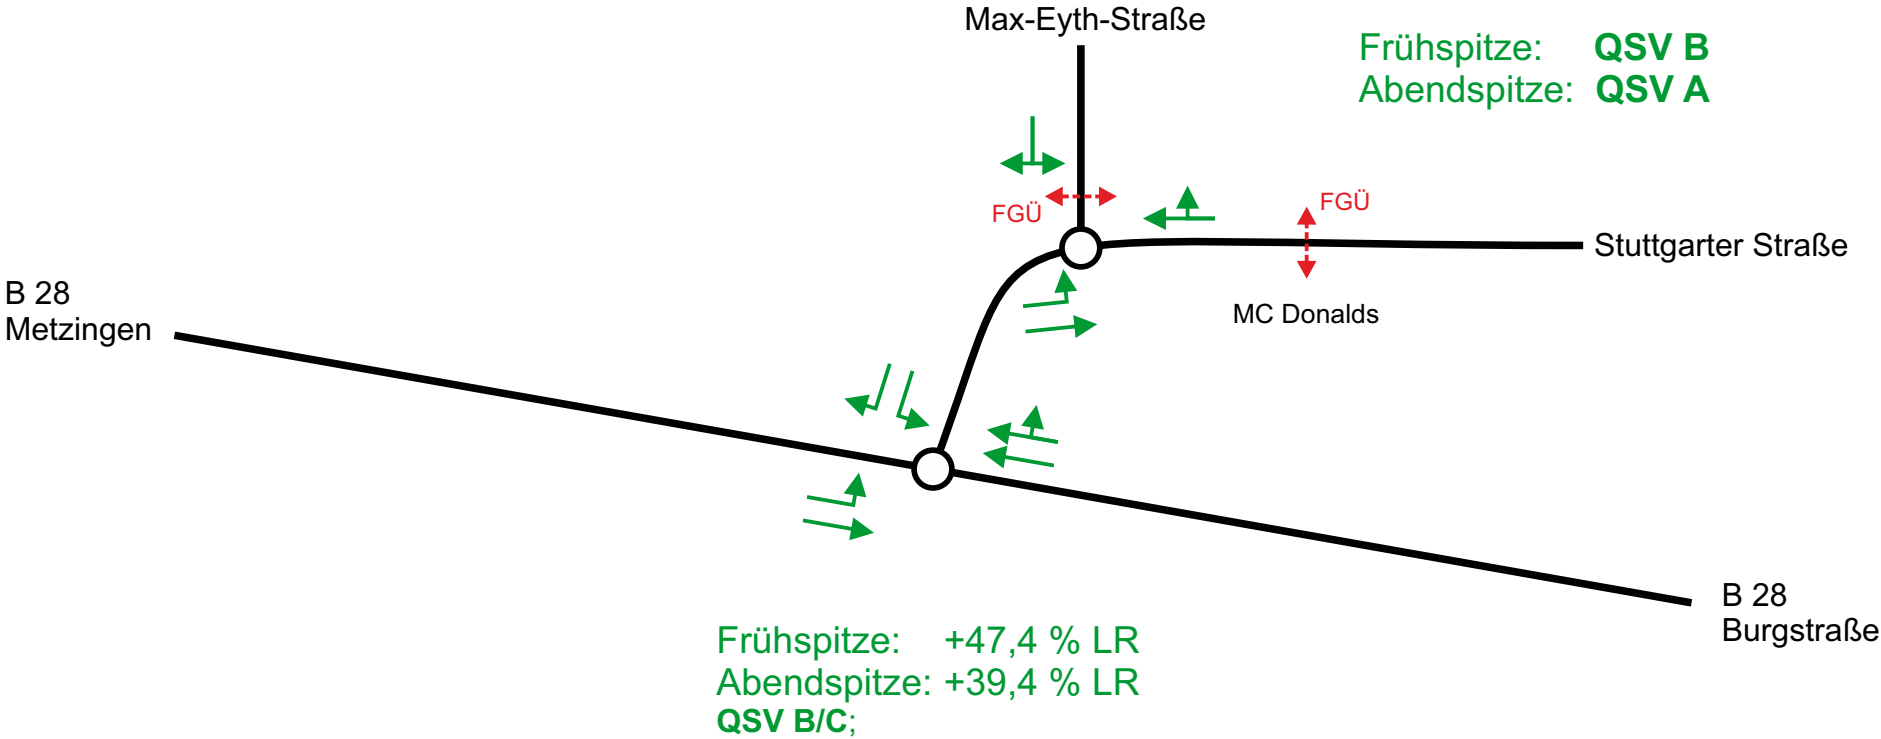 Max-Eyth-Straße
Frühspitze: QSV B
Abendspitze: QSV A
FGÜ
FGÜ
Stuttgarter Straße
B 28
Metzingen
MC Donalds
B 28
Burgstraße
Frühspitze: +47,4 % LR
Abendspitze: +39,4 % LR
QSV B/C;